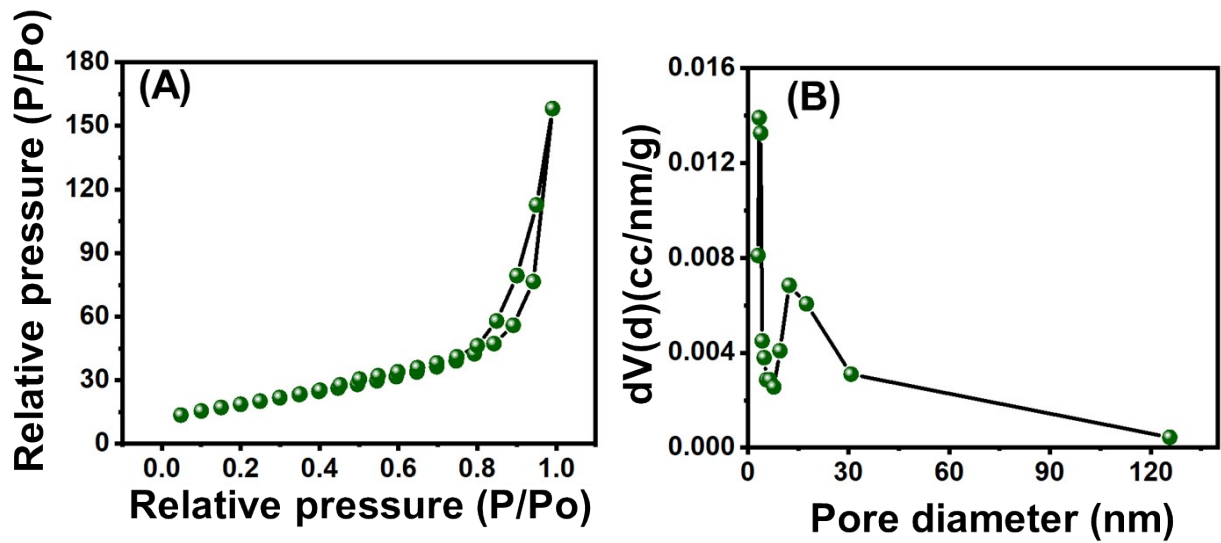 (A)
Relative pressure (P/Po)
180
150
120
90
60
30
0
0.0 0.2 0.4 0.6 0.8 1.0
Relative pressure (P/Po)
(B)
dV(d)(cc/nm/g)
0.016
0.012
0.008
0.004
0.000
0 30 60 90 120
Pore diameter (nm)